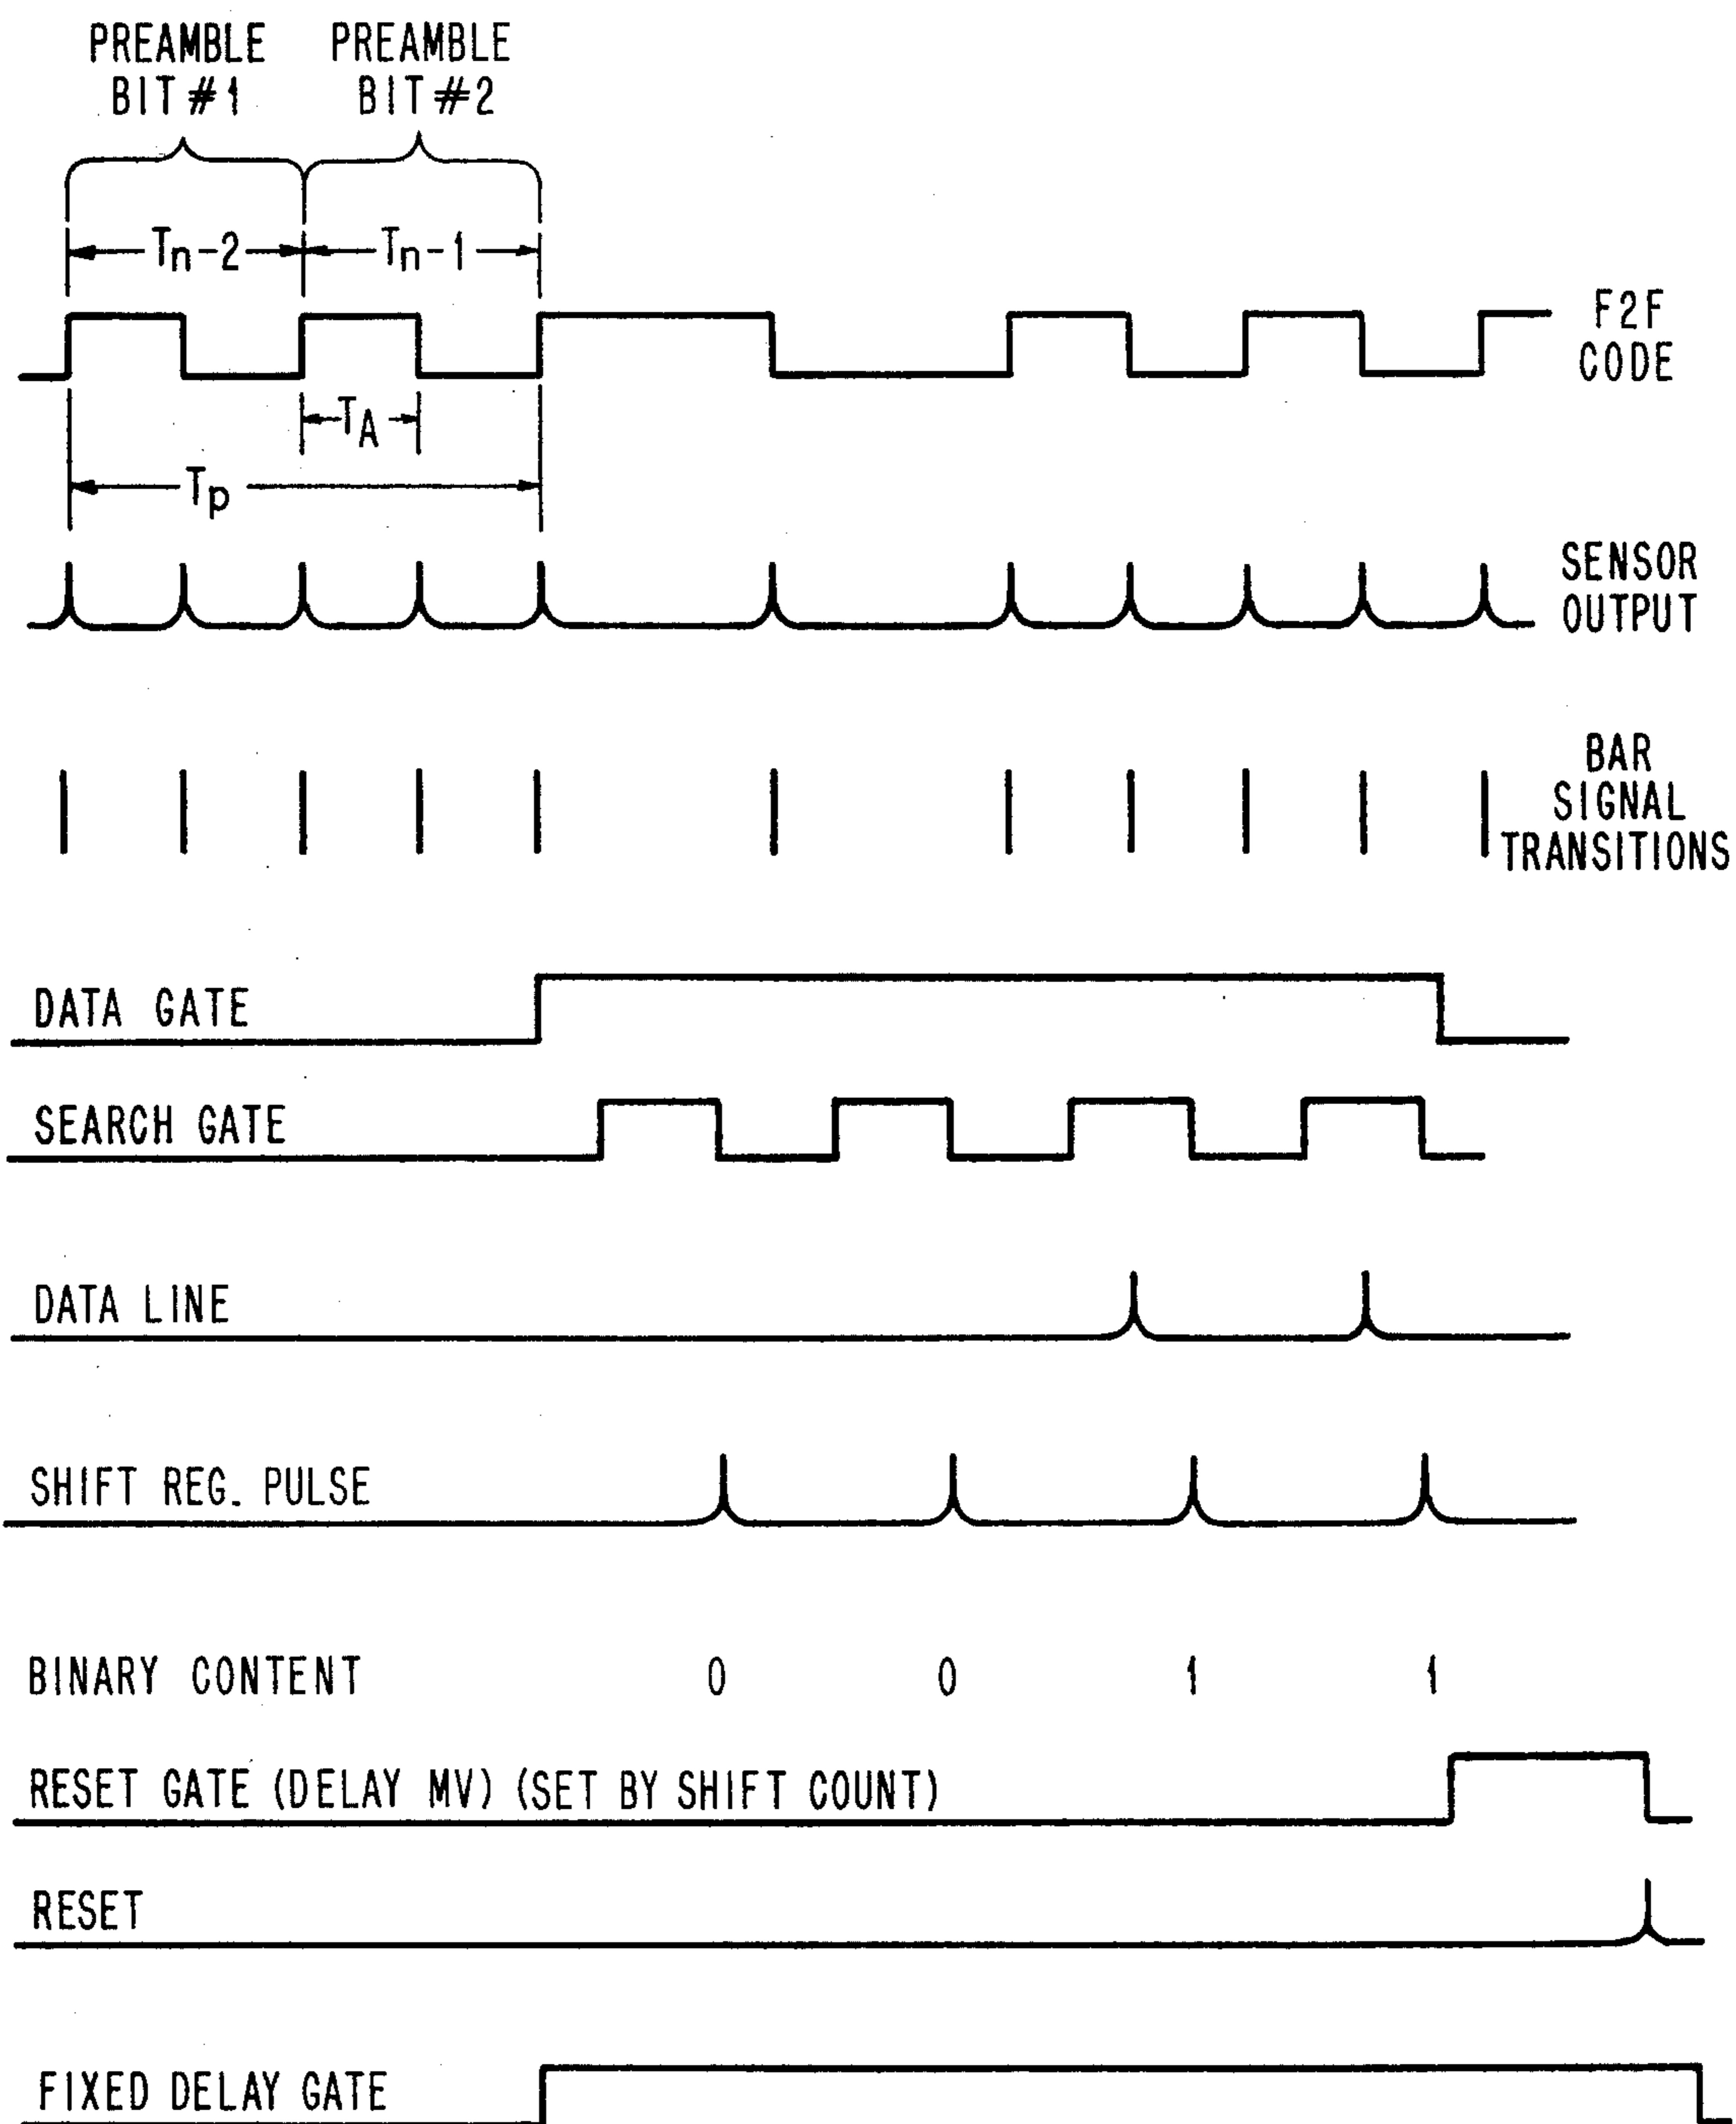 PREAMBLE BIT #1
PREAMBLE BIT #2
Tn-2
Tn-1
F2F CODE
TA
Tp
SENSOR OUTPUT
BAR SIGNAL TRANSITIONS
DATA GATE
SEARCH GATE
DATA LINE
SHIFT REG. PULSE
BINARY CONTENT 0 0 1 1
RESET GATE (DELAY MV) (SET BY SHIFT COUNT)
RESET
FIXED DELAY GATE